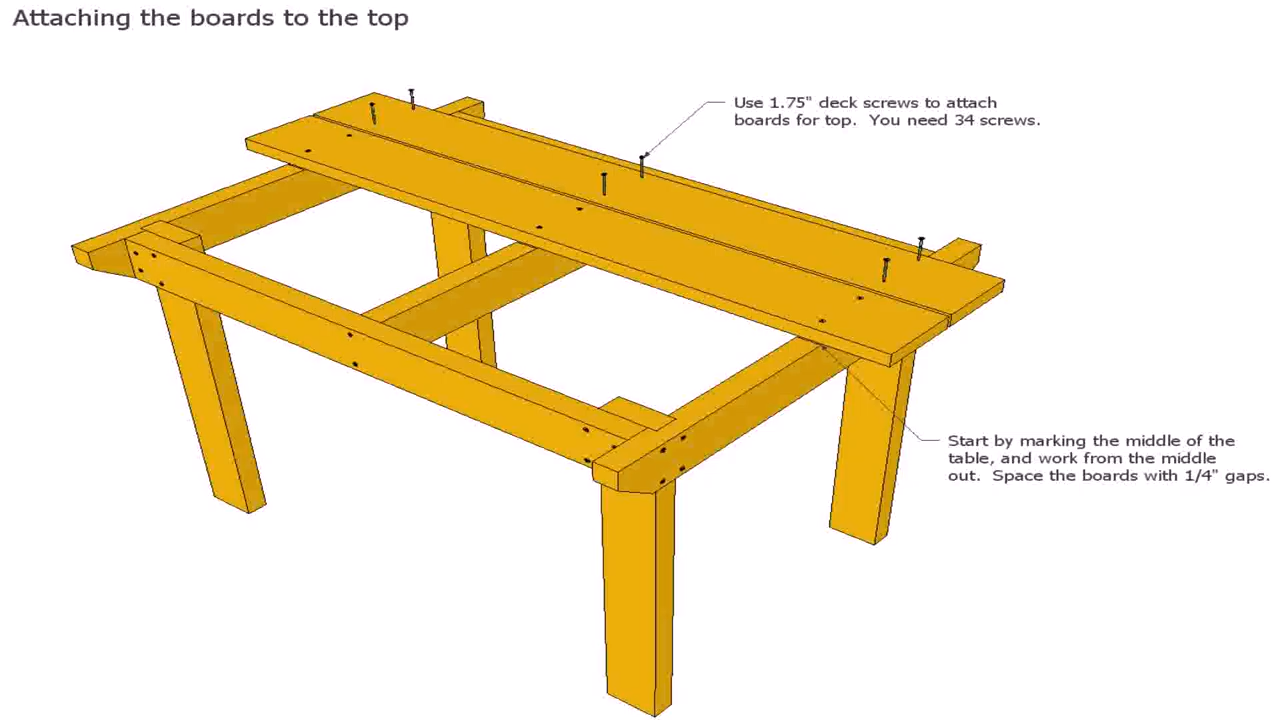 Attaching the boards to the top
Use 1.75" deck screws to attach
boards for top.  You need 34 screws.
Start by marking the middle of the
table, and work from the middle
out.  Space the boards with 1/4" gaps.